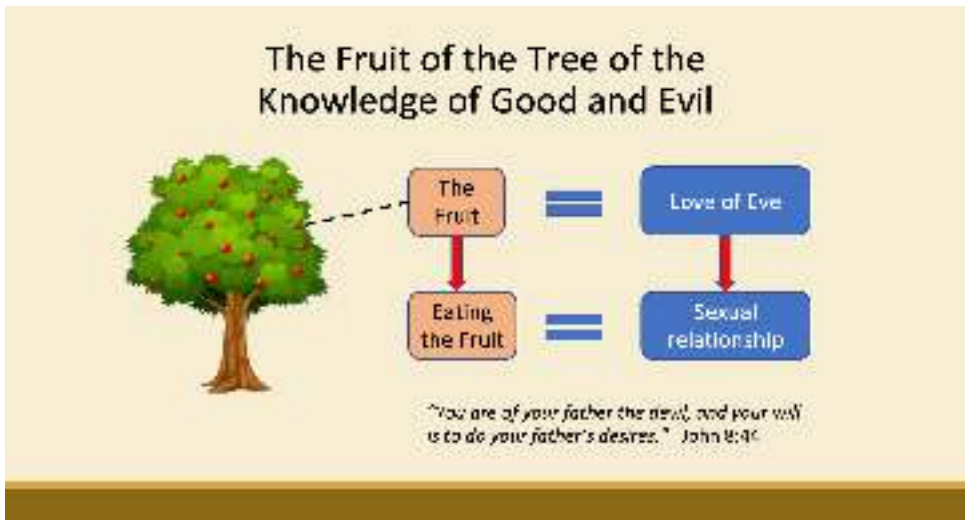 The Fruit of the Tree of the
Knowledge of Good and Evil
The
Fruit
Love of Eve
Eating
the Fruit
Sexual
relationship
"You are of your father the devil, and your will
is to do your father's desires." John 8:44